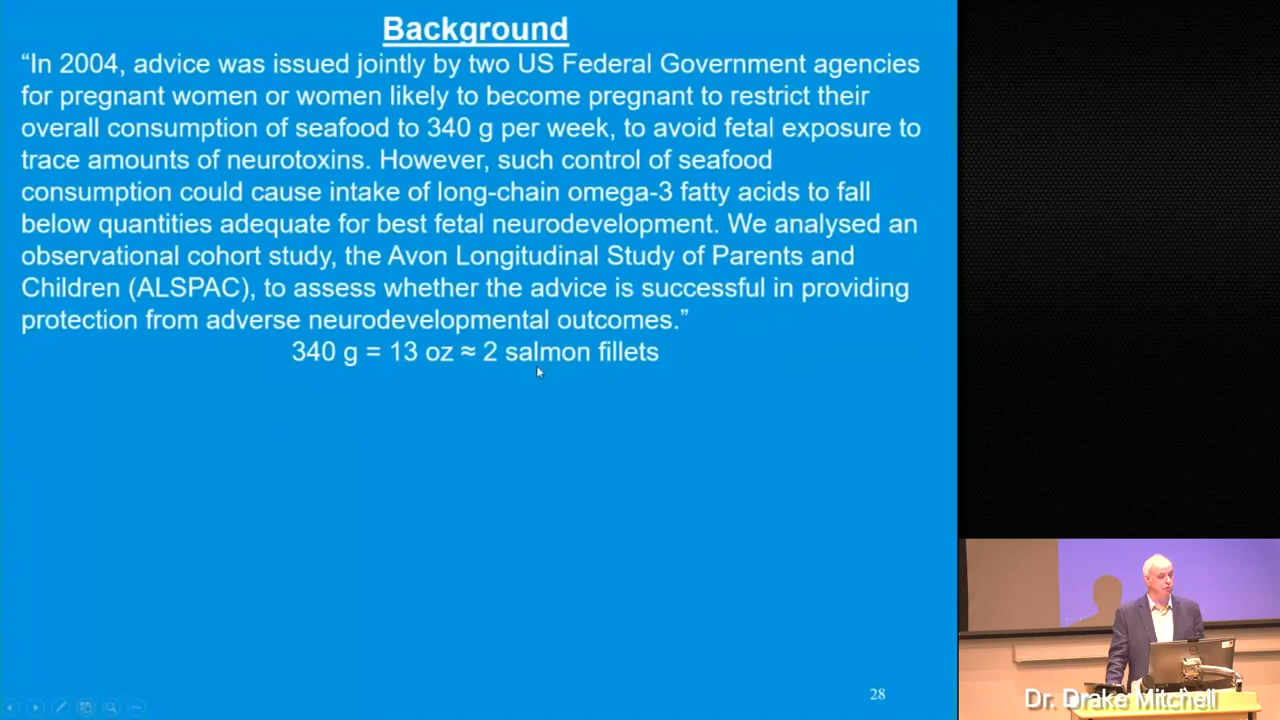 Background
“In 2004, advice was issued jointly by two US Federal Government agencies
for pregnant women or women likely to become pregnant to restrict their
overall consumption of seafood to 340 g per week, to avoid fetal exposure to
trace amounts of neurotoxins. However, such control of seafood
consumption could cause intake of long-chain omega-3 fatty acids to fall
below quantities adequate for best fetal neurodevelopment. We analysed an
observational cohort study, the Avon Longitudinal Study of Parents and
Children (ALSPAC), to assess whether the advice is successful in providing
protection from adverse neurodevelopmental outcomes.”
340 g = 13 oz ≈ 2 salmon fillets
28
Dr. Drake Mitchell